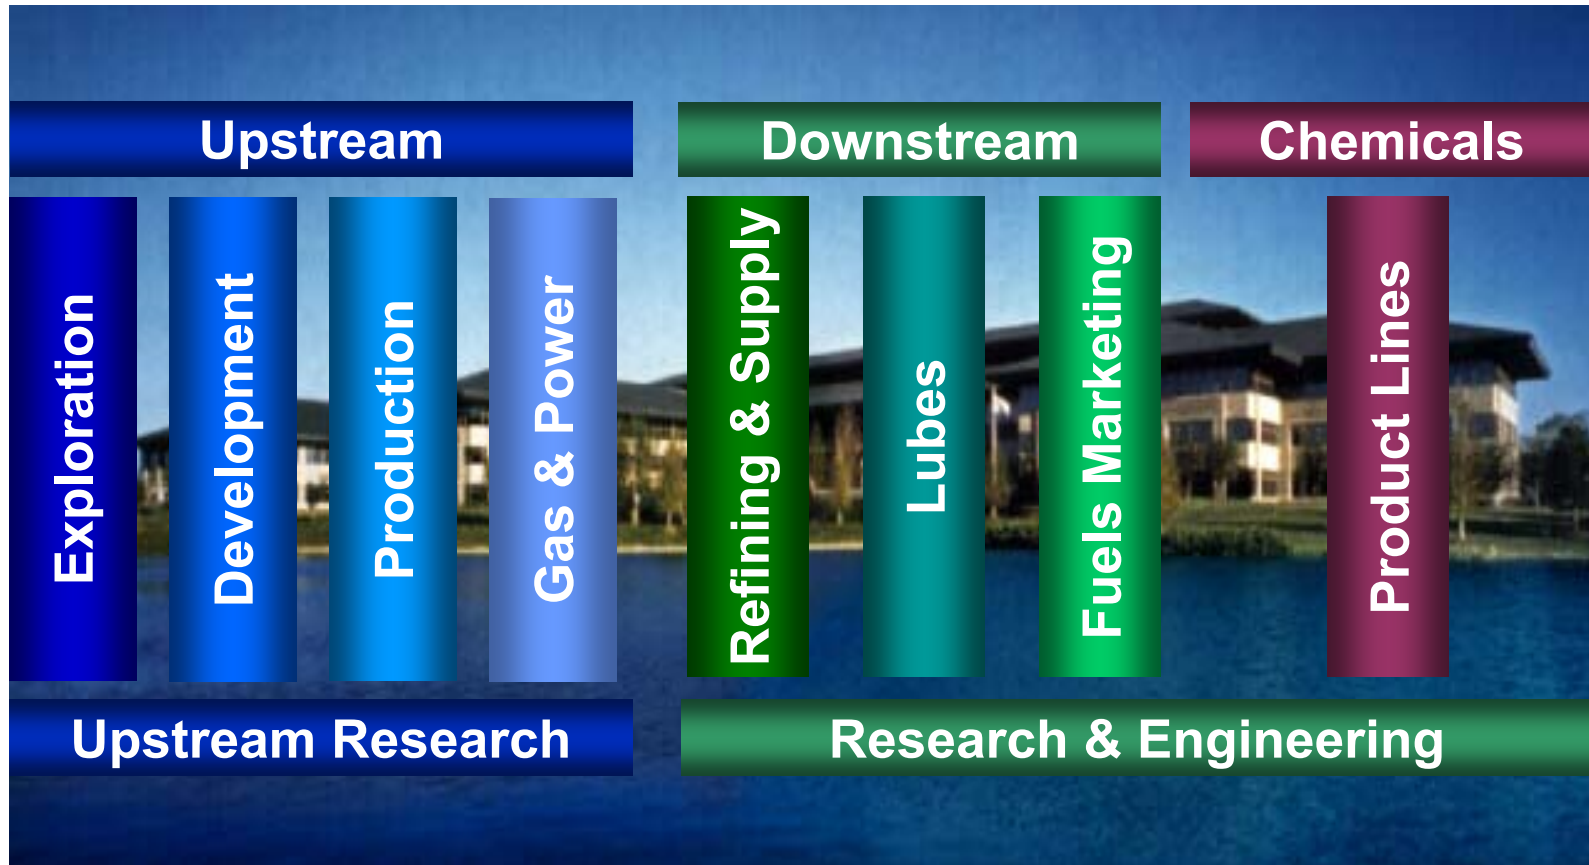 Upstream
Downstream
Chemicals
Exploration
Development
Production
Gas & Power
Refining & Supply
Lubes
Fuels Marketing
Product Lines
Upstream Research
Research & Engineering